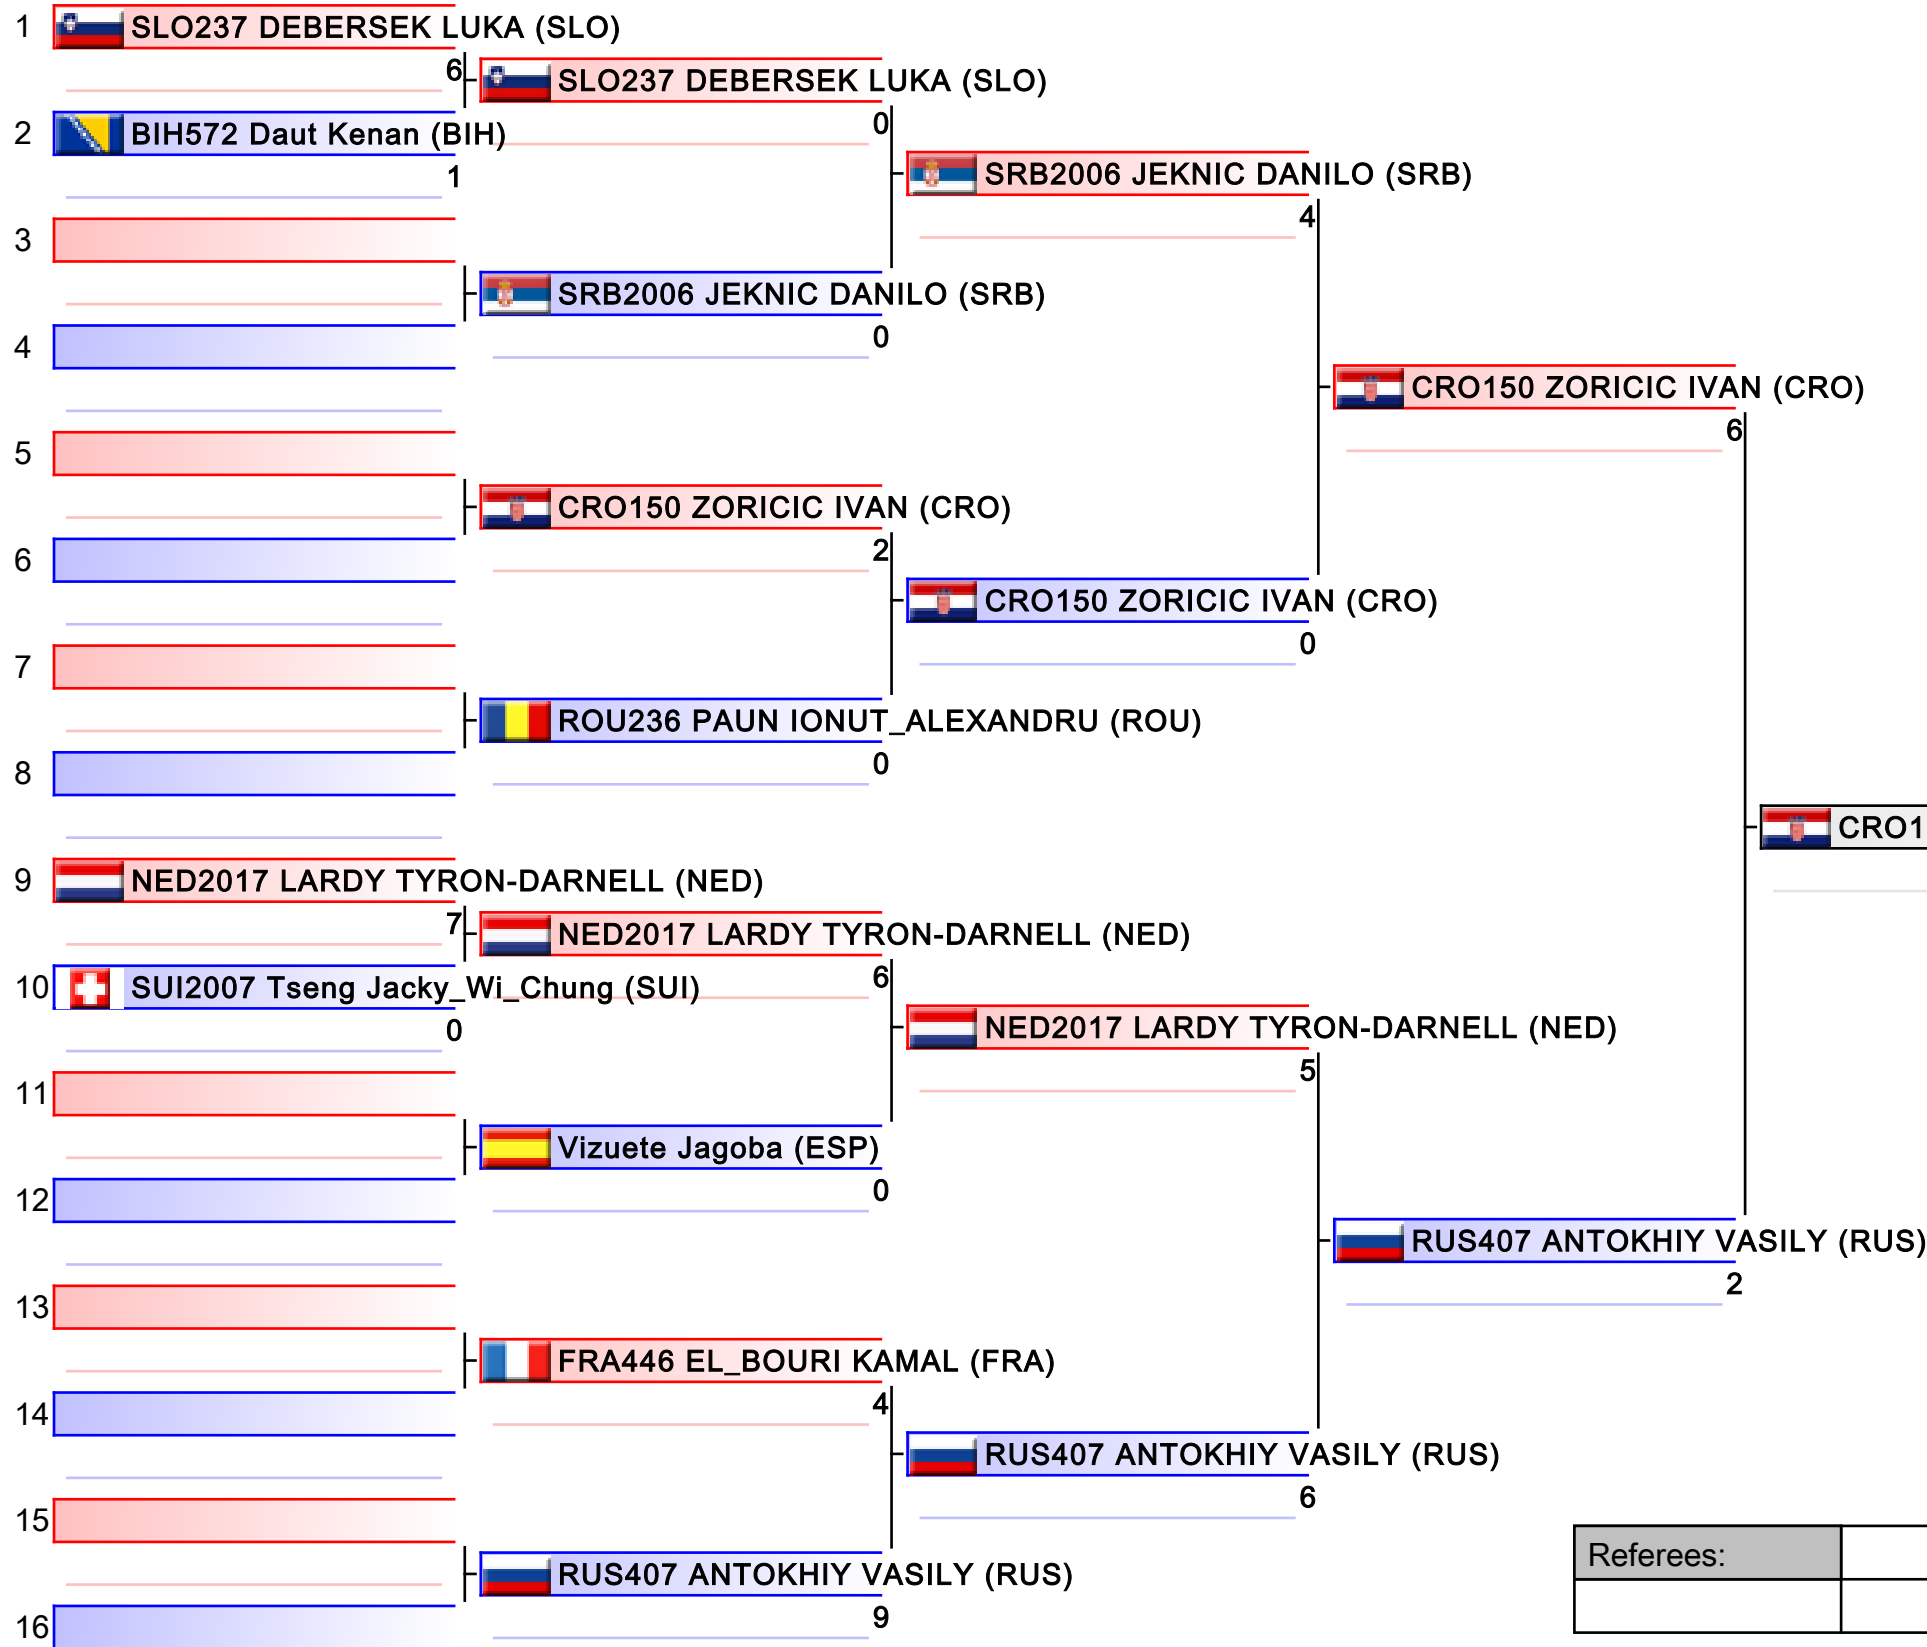 1 SLO237 DEBERSEK LUKA (SLO)
6 SLO237 DEBERSEK LUKA (SLO)
2 BIH572 Daut Kenan (BIH)
0
1
SRB2006 JEKNIC DANILO (SRB)
4
3
SRB2006 JEKNIC DANILO (SRB)
0
4
CRO150 ZORICIC IVAN (CRO)
6
5
CRO150 ZORICIC IVAN (CRO)
2
6
CRO150 ZORICIC IVAN (CRO)
0
7
ROU236 PAUN IONUT_ALEXANDRU (ROU)
0
8
CRO1
9 NED2017 LARDY TYRON-DARNELL (NED)
7 NED2017 LARDY TYRON-DARNELL (NED)
6
10 SUI2007 Tseng Jacky_Wi_Chung (SUI)
0
NED2017 LARDY TYRON-DARNELL (NED)
5
11
Vizuete Jagoba (ESP)
0
12
RUS407 ANTOKHIY VASILY (RUS)
2
13
FRA446 EL_BOURI KAMAL (FRA)
4
14
RUS407 ANTOKHIY VASILY (RUS)
6
15
Referees:
RUS407 ANTOKHIY VASILY (RUS)
9
16